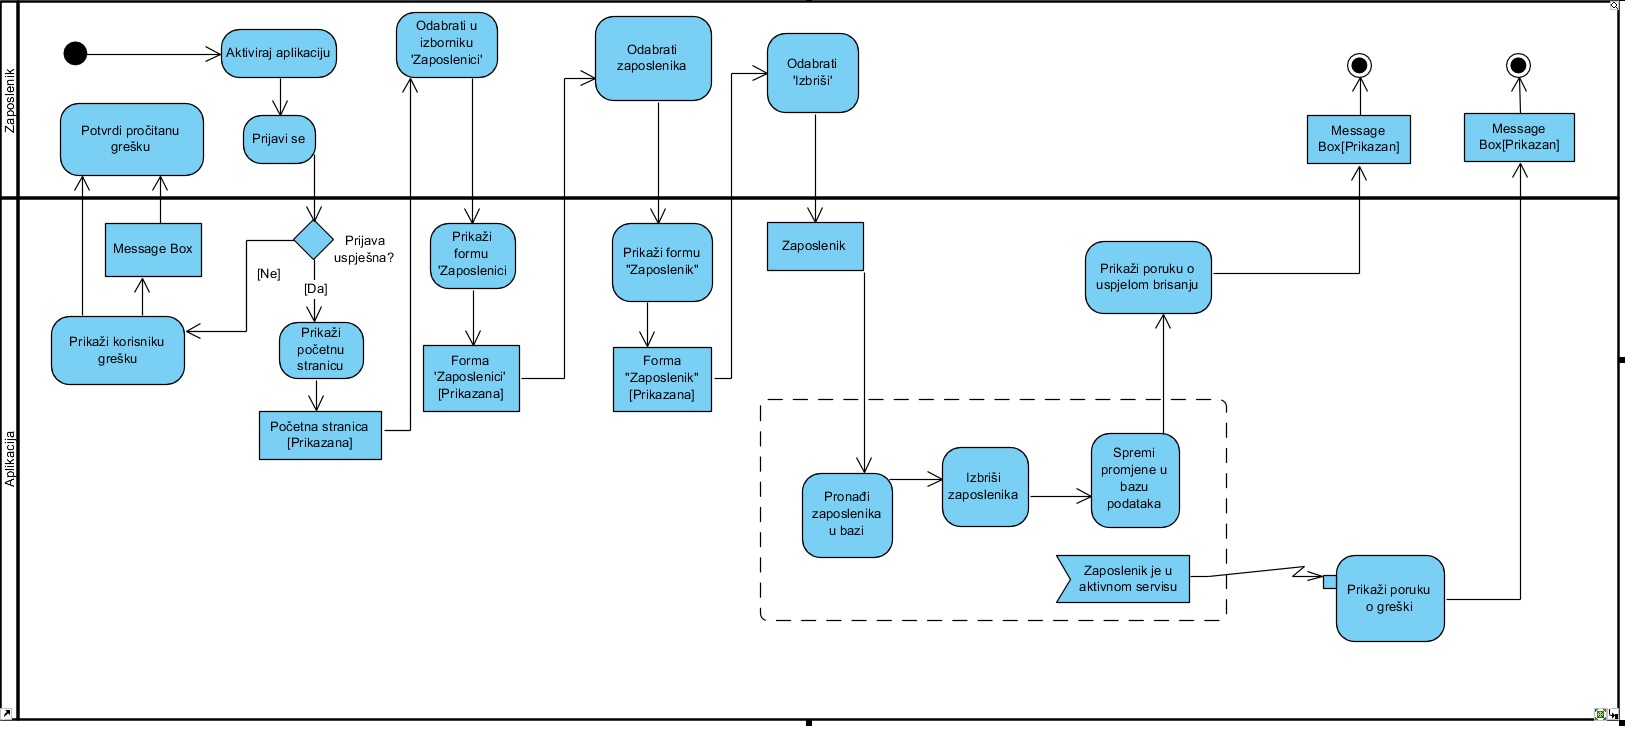 Zaposlenik
Aktiviraj aplikaciju
Prijavi se
Potvrdi pročitanu
grešku
Odabrati u
izborniku
'Zaposlenici'
Odabrati
zaposlenika
Odabrati
'Izbriši'
Message
Box[Prikazan]
Message
Box[Prikazan]
Aplikacija
Message Box
Prikaži korisniku
grešku
Prijava
uspješna?
[Ne]
[Da]
Prikaži
početnu
stranicu
Početna stranica
[Prikazana]
Prikaži
formu
'Zaposlenici
Forma
'Zaposlenici'
[Prikazana]
Prikaži formu
"Zaposlenik"
Forma
"Zaposlenik"
[Prikazana]
Zaposlenik
Pronađi
zaposlenika
u bazi
Izbriši
zaposlenika
Spremi
promjene u
bazu
podataka
Prikaži poruku o
uspjelom brisanju
Zaposlenik je u
aktivnom servisu
Prikaži poruku
o greški